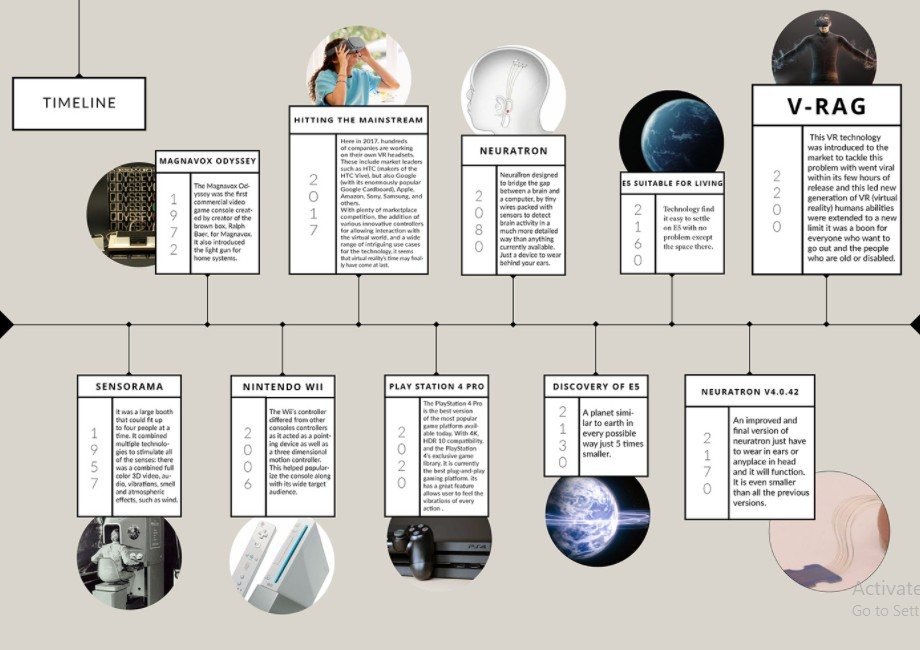 TIMELINE
MAGNAVOX ODYSSEY
1972
The Magnavox Od-
yssey was the first
commercial video
game console creat-
ed by creator of the
brown box, Ralph
Baer, for Magnavox.
It also introduced
the light gun for
home systems.
HITTING THE MAINSTREAM
2017
Here in 2017, hundreds
of companies are working
on their own VR headsets.
These include market leaders
such as HTC (makers of the
HTC Vive), but also Google
(with its enormously popular
Google Cardboard), Apple,
Amazon, Sony, Samsung, and
others.
With plenty of marketplace
competition, the addition of
various innovative controllers
for allowing interaction with
the virtual world, and a wide
range of intriguing use cases
for the technology, it seems
that virtual reality's time may final-
ly have come at last.
NEURATRON
2080
NeuraTron designed
to bridge the gap
between a brain and
a computer, by tiny
wires packed with
sensors to detect
brain activity in a
much more detailed
way than anything
currently available.
Just a device to wear
behind your ears.
E5 SUITABLE FOR LIVING
2160
Technology find
it easy to settle
on E5 with no
problem except
the space there.
V-RAG
2200
This VR technology
was introduced to the
market to tackle this
problem with went viral
within its few hours of
release and this led new
generation of VR (virtual
reality) humans abilities
were extended to a new
limit it was a boon for
everyone who want to
go out and the people
who are old or disabled.
SENSORAMA
1957
It was a large booth
that could fit up
to four people at a
time. It combined
multiple technolo-
gies to stimulate all
of the senses: there
was a combined full
color 3D video, au-
dio, vibrations, smell
and atmospheric
effects, such as wind.
NINTENDO WII
2006
The Wii's controller
differed from other
consoles controllers
as it acted as a point-
ing device as well as
a three dimensional
motion controller.
This helped popular-
ize the console along
with its wide target
audience.
PLAY STATION 4 PRO
2020
The PlayStation 4 Pro
is the best version
of the most popular
game platform avail-
able today. With 4K,
HDR 10 compatibility,
and the PlayStation
4's exclusive game
library, it is currently
the best plug-and-play
gaming platform. its
has a great feature
allows user to feel the
vibrations of every
action .
PS4
DISCOVERY OF E5
2130
A planet simi-
lar to earth in
every possible
way just 5 times
smaller.
NEURATRON V4.0.42
2170
An improved and
final version of
neuratron just have
to wear in ears or
anyplace in head
and it will function.
It is even smaller
than all the previous
versions.
Activate
Go to Sett